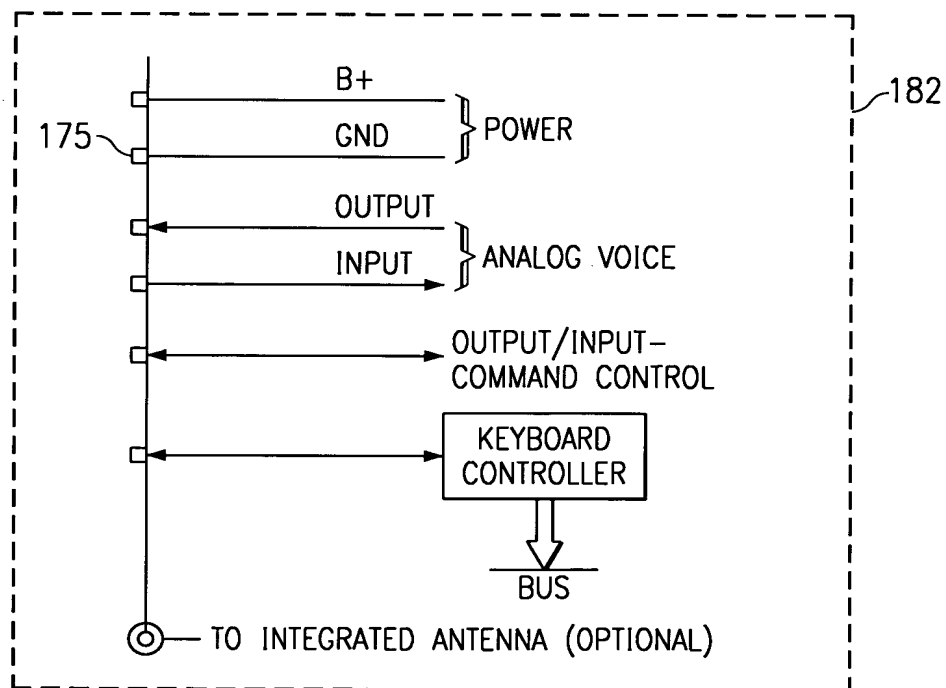 B+
182
175
GND
POWER
OUTPUT
INPUT
ANALOG VOICE
OUTPUT/INPUT-
COMMAND CONTROL
KEYBOARD
CONTROLLER
BUS
TO INTEGRATED ANTENNA (OPTIONAL)